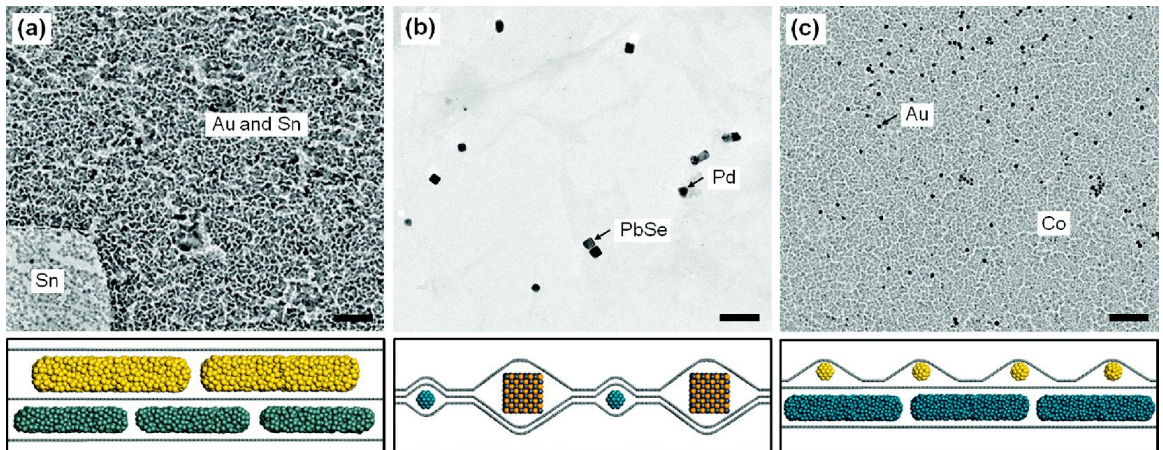 (a)
Au and Sn
Sn
(b)
Pd
PbSe
(c)
Au
Co